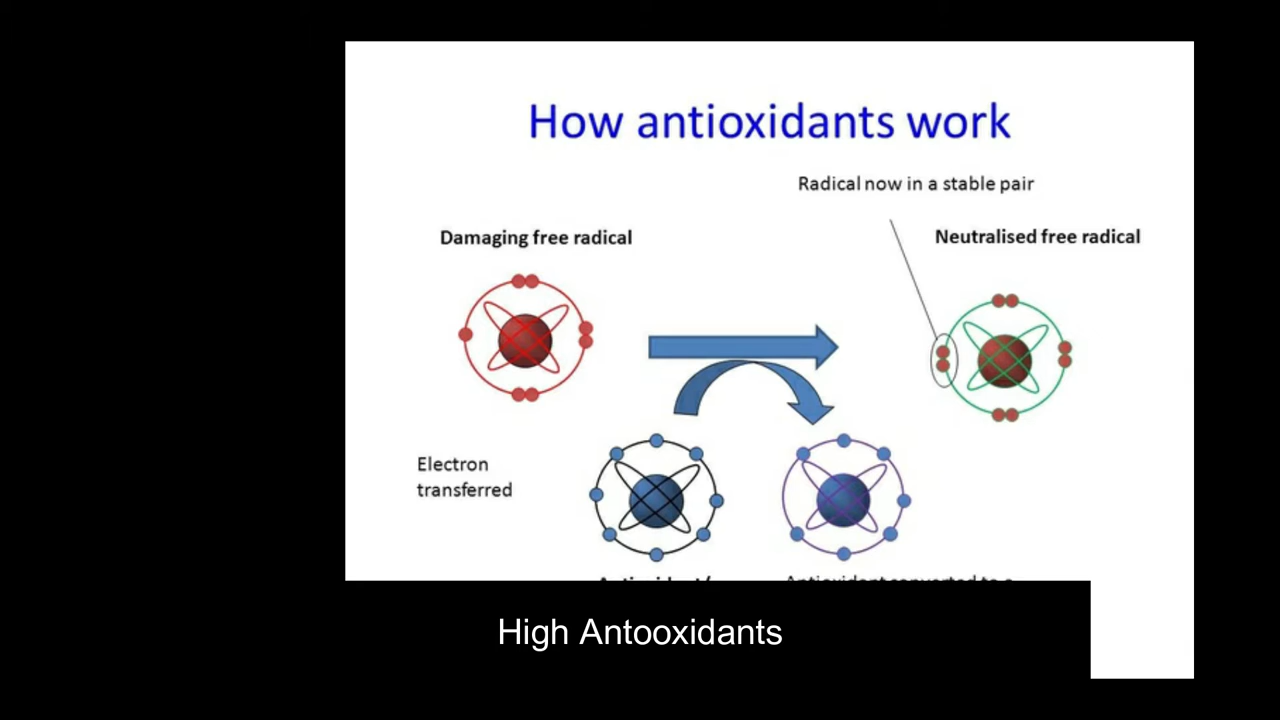 How antioxidants work
Radical now in a stable pair
Damaging free radical
Neutralised free radical
Electron
transferred
High Antooxidants